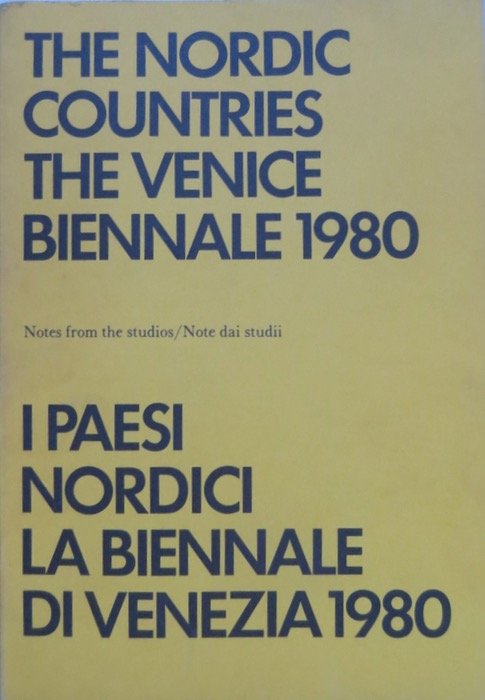 THE NORDIC
COUNTRIES
THE VENICE
BIENNALE 1980
Notes from the studios/Note dai studii
I PAESI
NORDICI
LA BIENNALE
DI VENEZIA 1980